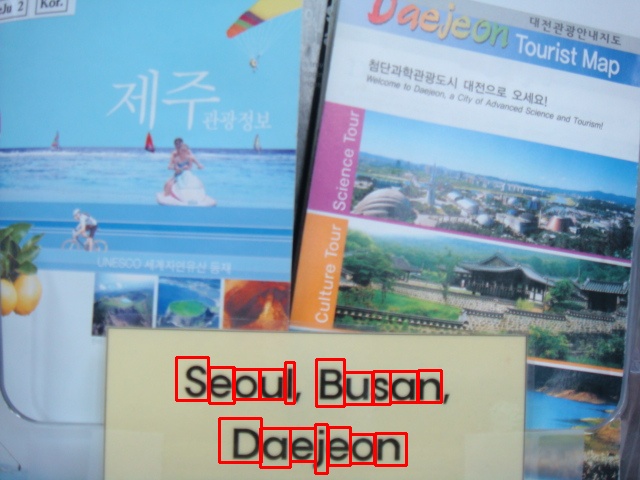 Kor.
제주
관광정보
UNESCO 세계자연유산 등재
Daejeon Tourist Map
대전관광안내지도
첨단과학관광도시 대전으로 오세요!
Welcome to Daejeon, a City of Advanced Science and Tourism!
Science Tour
Culture Tour
Seoul, Busan,
Daejeon